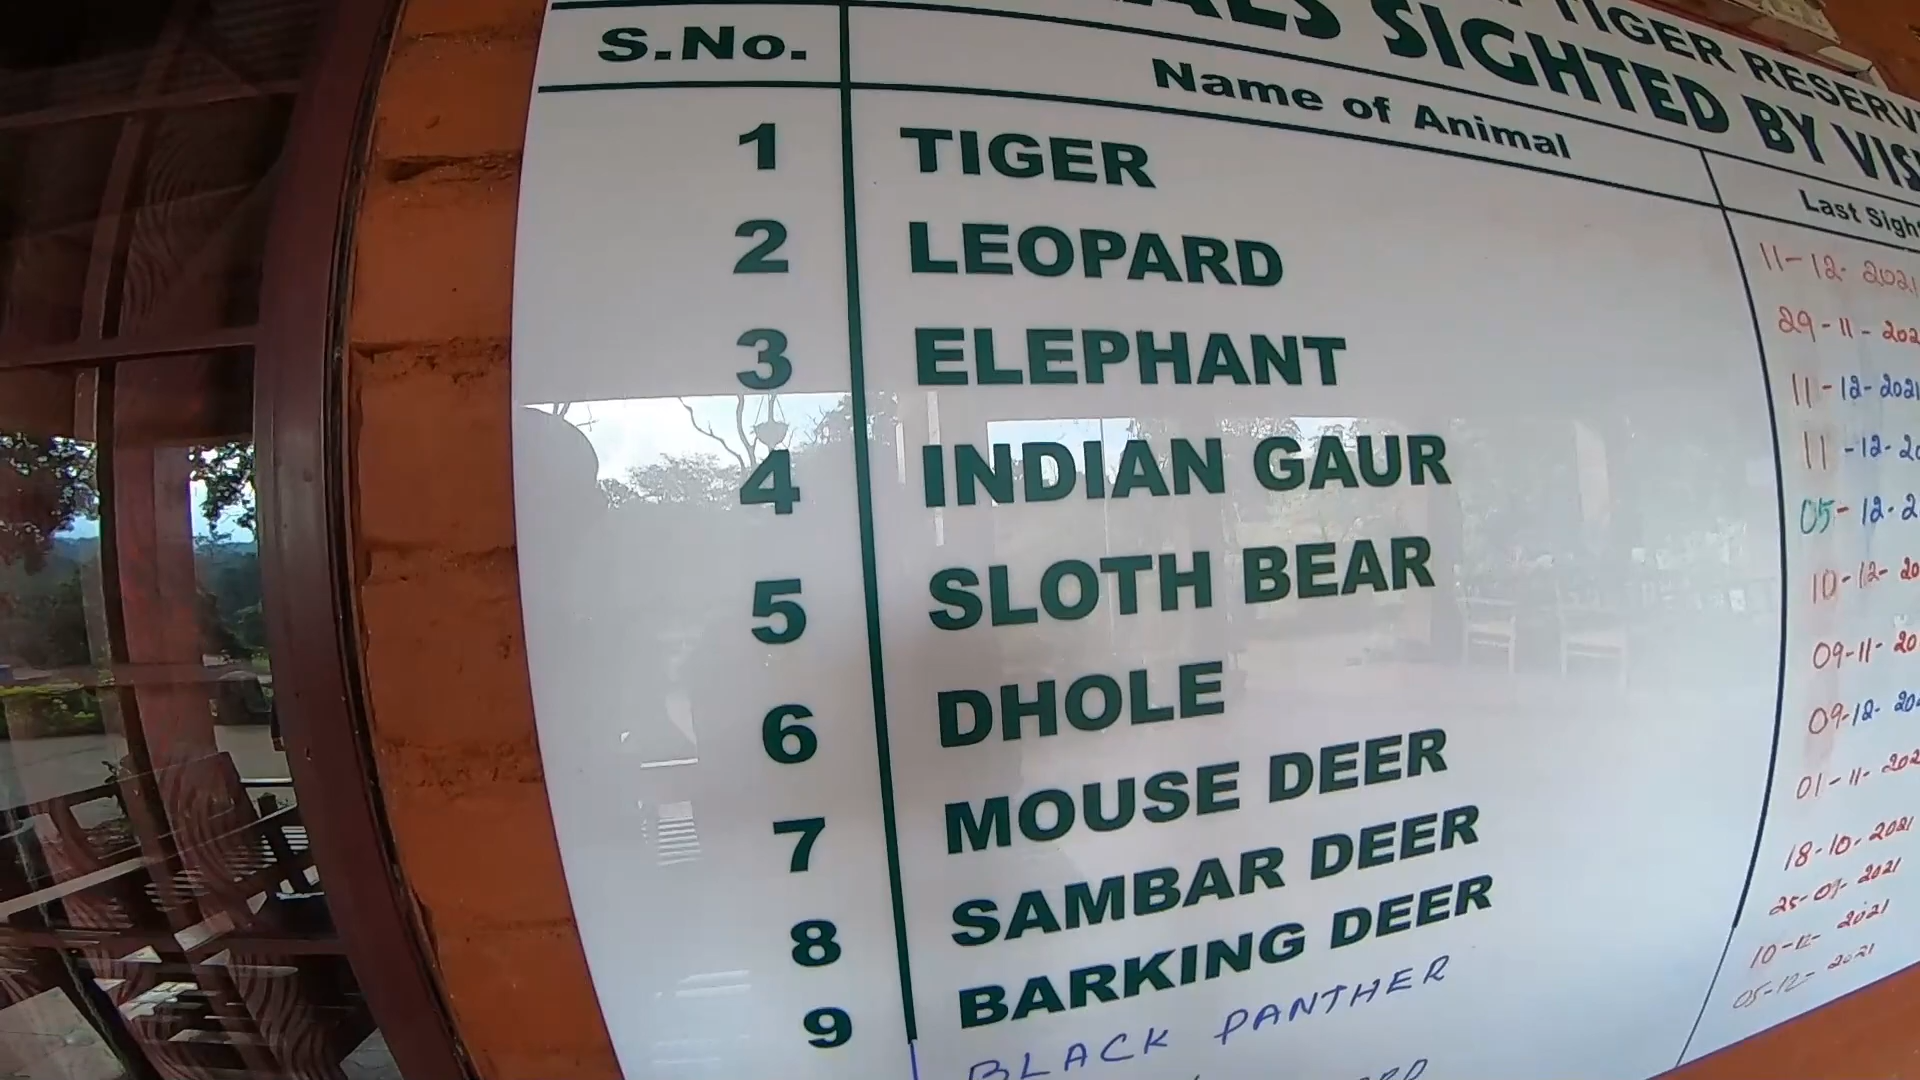 TIGER RESERV
SIGHTED BY VIS
S.No. Name of Animal Last Sigh
1 TIGER 11-12-2021
2 LEOPARD 29-11-202
3 ELEPHANT 11-12-2021
4 INDIAN GAUR 11-12-20
5 SLOTH BEAR 05-12-2
6 DHOLE 10-12-20
7 MOUSE DEER 09-11-20
8 SAMBAR DEER 09-12-20
9 BARKING DEER 01-11-202
BLACK PANTHER 18-10-2021
2021
10-12-2021
05-12-2021